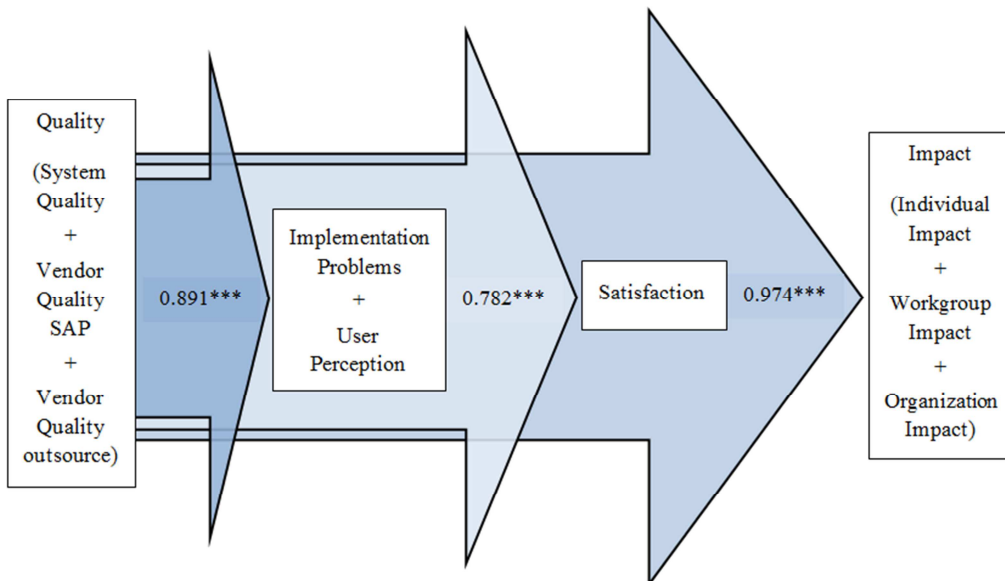 Quality
(System
Quality
+
Vendor
Quality
SAP
+
Vendor
Quality
outsource)
0.891***
Implementation
Problems
+
User
Perception
0.782***
Satisfaction
0.974***
Impact
(Individual
Impact
+
Workgroup
Impact
+
Organization
Impact)